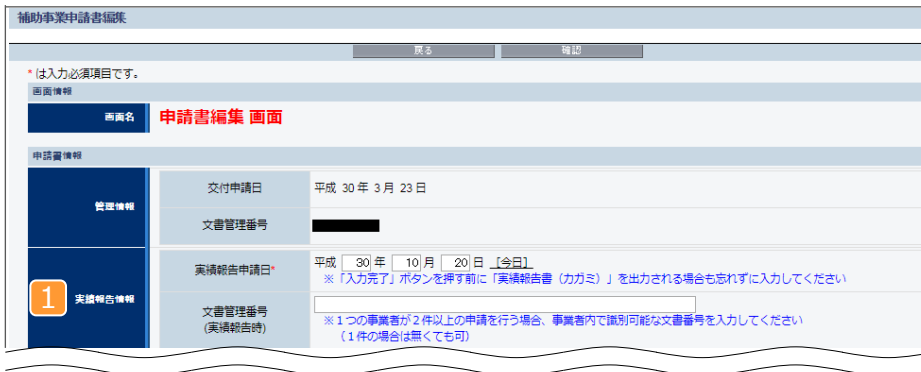 補助事業申請書編集
戻る 確認
* は入力必須項目です。
画面情報
画面名 申請書編集 画面
申請書情報
管理情報
交付申請日 平成 30 年 3 月 23 日
文書管理番号
1 実績報告情報
実績報告申請日* 平成 30 年 10 月 20 日 [今日]
※「入力完了」ボタンを押す前に「実績報告書（カガミ）」を出力される場合も忘れずに入力してください
文書管理番号
(実績報告時)
※１つの事業者が２件以上の申請を行う場合、事業者内で識別可能な文書番号を入力してください
（１件の場合は無くても可）